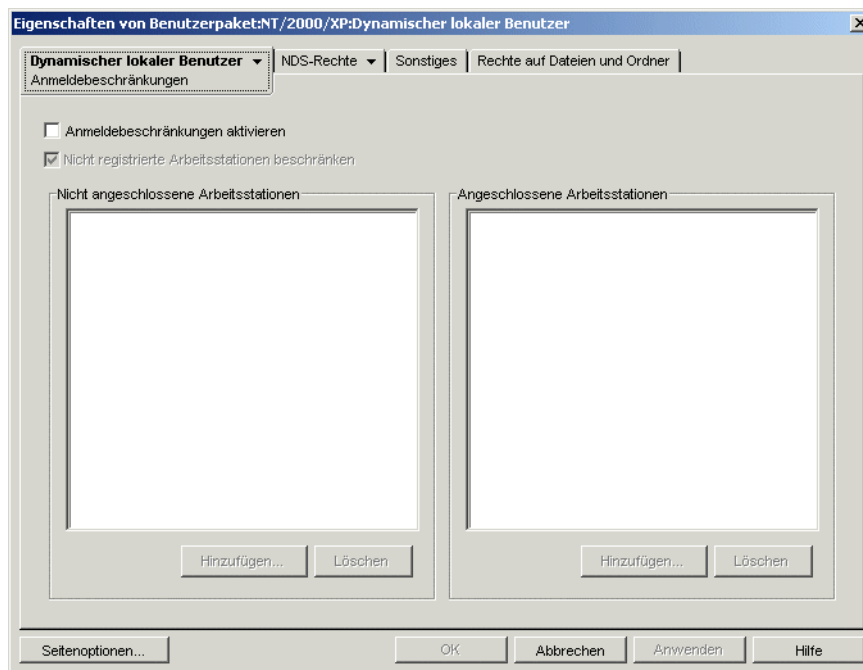 Eigenschaften von Benutzerpaket:NT/2000/XP:Dynamischer lokaler Benutzer
Dynamischer lokaler Benutzer NDS-Rechte Sonstiges Rechte auf Dateien und Ordner
Anmeldebeschränkungen
Anmeldebeschränkungen aktivieren
Nicht registrierte Arbeitsstationen beschränken
Nicht angeschlossene Arbeitsstationen Angeschlossene Arbeitsstationen
Hinzufügen... Löschen Hinzufügen... Löschen
Seitenoptionen... OK Abbrechen Anwenden Hilfe